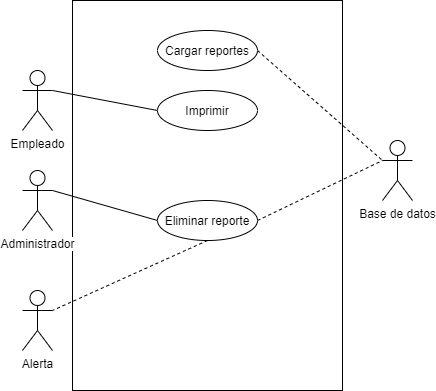 Cargar reportes
Empleado
Imprimir
Base de datos
Administrador
Eliminar reporte
Alerta